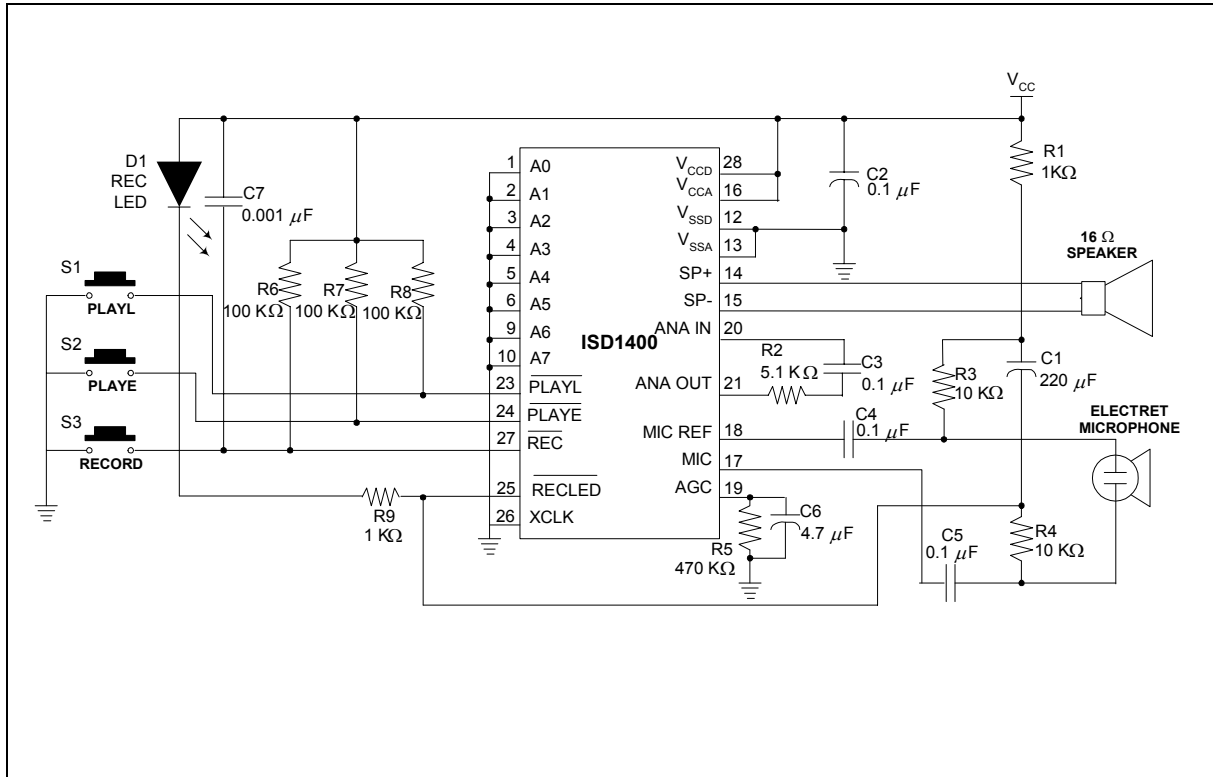 V_CC
D1
REC
LED
C7
0.001 μF
S1
PLAYL
S2
PLAYE
S3
RECORD
R6
100 KΩ
R7
100 KΩ
R8
100 KΩ
R9
1 KΩ
ISD1400
1 A0
2 A1
3 A2
4 A3
5 A4
6 A5
9 A6
10 A7
23 PLAYL
24 PLAYE
27 REC
25 RECLED
26 XCLK
V_CCD 28
V_CCA 16
V_SSD 12
V_SSA 13
SP+ 14
SP- 15
ANA IN 20
ANA OUT 21
MIC REF 18
MIC 17
AGC 19
C2
0.1 μF
R1
1KΩ
16 Ω
SPEAKER
R2
5.1 KΩ
C3
0.1 μF
R3
10 KΩ
C1
220 μF
C4
0.1 μF
ELECTRET
MICROPHONE
C6
4.7 μF
R5
470 KΩ
C5
0.1 μF
R4
10 KΩ